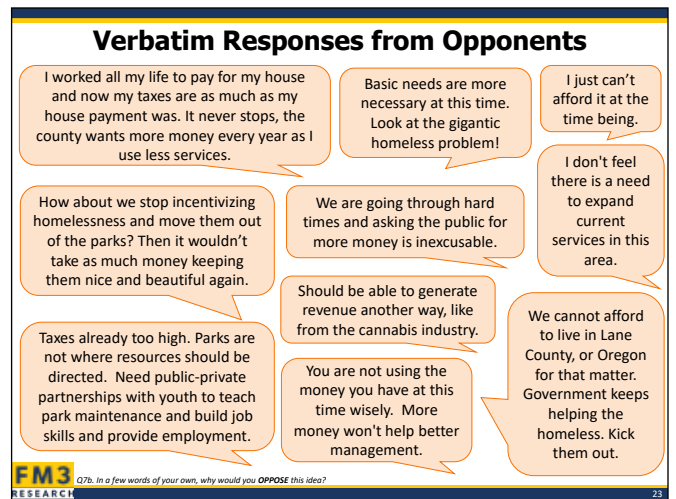 Verbatim Responses from Opponents
I worked all my life to pay for my house
and now my taxes are as much as my
house payment was. It never stops, the
county wants more money every year as I
use less services.
Basic needs are more
necessary at this time.
Look at the gigantic
homeless problem!
I just can’t
afford it at the
time being.
How about we stop incentivizing
homelessness and move them out
of the parks? Then it wouldn’t
take as much money keeping
them nice and beautiful again.
We are going through hard
times and asking the public for
more money is inexcusable.
I don't feel
there is a need
to expand
current
services in this
area.
Should be able to generate
revenue another way, like
from the cannabis industry.
Taxes already too high. Parks are
not where resources should be
directed.  Need public-private
partnerships with youth to teach
park maintenance and build job
skills and provide employment.
You are not using the
money you have at this
time wisely.  More
money won't help better
management.
We cannot afford
to live in Lane
County, or Oregon
for that matter.
Government keeps
helping the
homeless. Kick
them out.
FM3
RESEARCH
Q7b. In a few words of your own, why would you OPPOSE this idea?
23